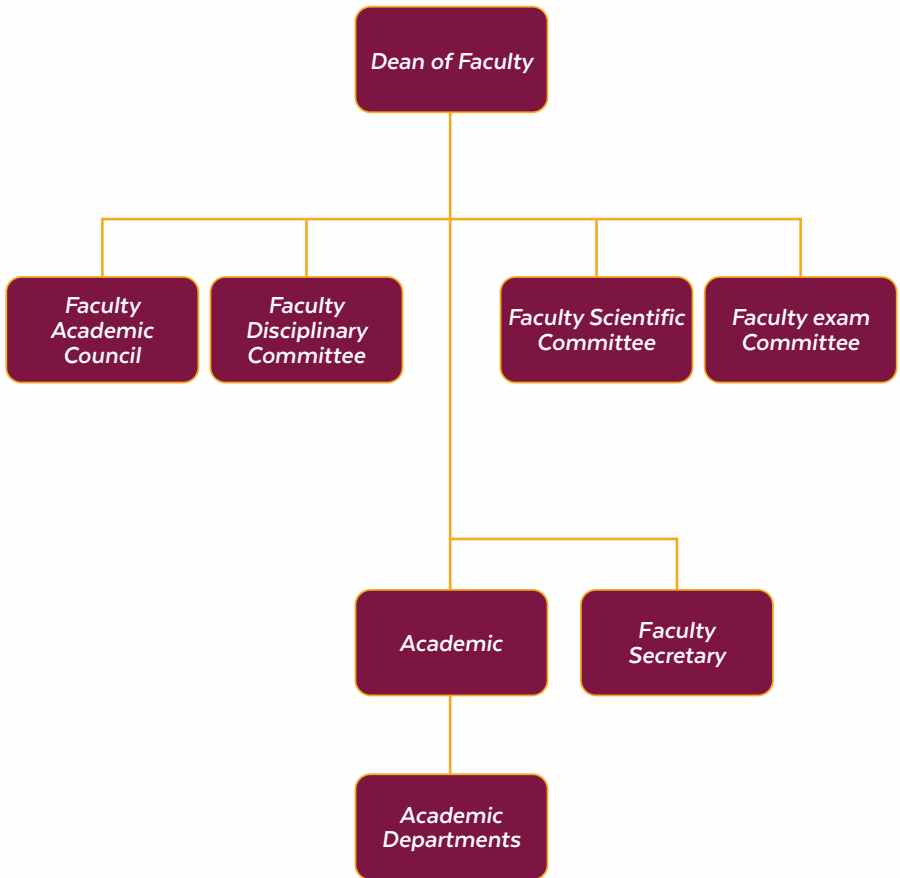 Dean of Faculty
Faculty
Academic
Council
Faculty
Disciplinary
Committee
Faculty Scientific
Committee
Faculty exam
Committee
Academic
Faculty
Secretary
Academic
Departments